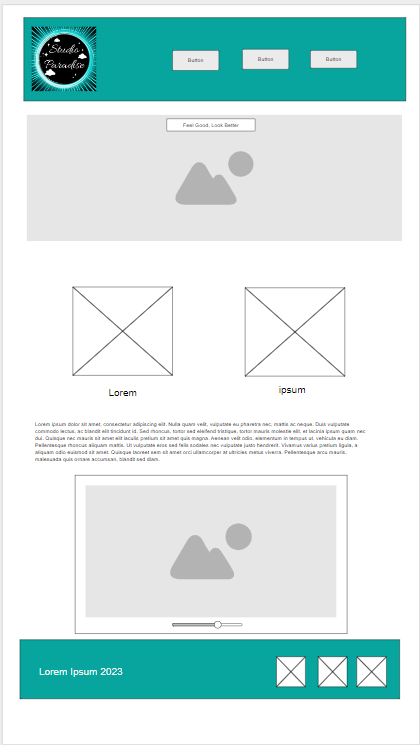 Studio
Paradise
Button
Button
Button
Feel Good, Look Better
Lorem
ipsum
Lorem ipsum dolor sit amet, consectetur adipiscing elit. Nulla quam velit, vulputate eu pharetra nec, mattis ac neque. Duis vulputate
commodo lectus, ac blandit elit tincidunt id. Sed rhoncus, tortor sed eleifend tristique, tortor mauris molestie elit, et lacinia ipsum quam nec
dui. Quisque nec mauris sit amet elit iaculis pretium sit amet quis magna. Aenean velit odio, elementum in tempus ut, vehicula eu diam.
Pellentesque rhoncus aliquam mattis. Ut vulputate eros sed felis sodales nec vulputate justo hendrerit. Vivamus varius pretium ligula, a
aliquam odio euismod sit amet. Quisque laoreet sem sit amet orci ullamcorper at ultricies metus viverra. Pellentesque arcu mauris,
malesuada quis ornare accumsan, blandit sed diam.
Lorem Ipsum 2023